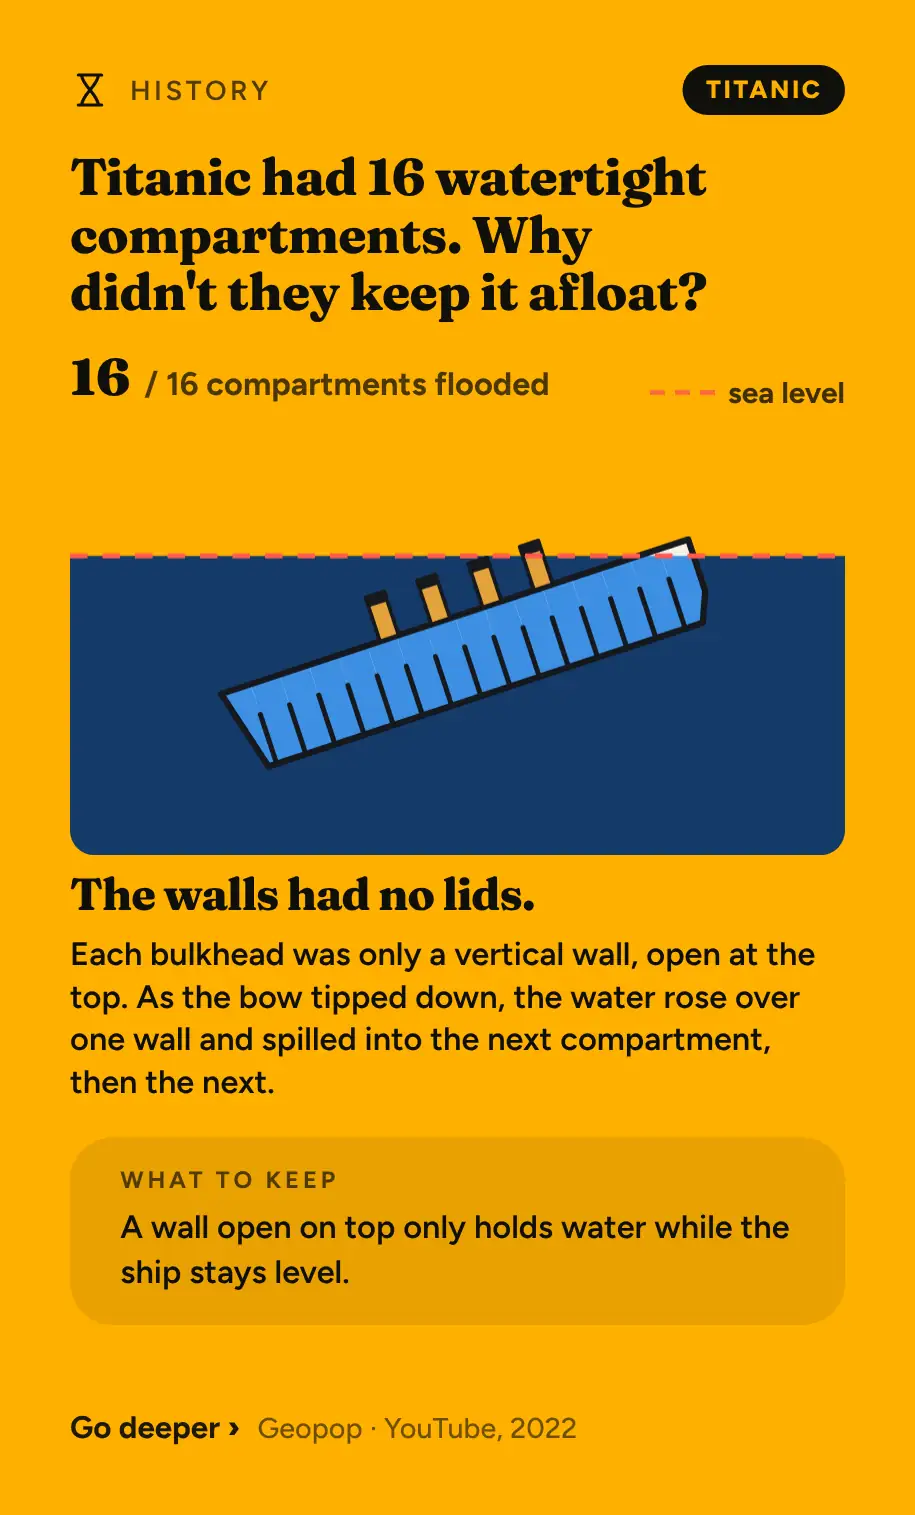 HISTORY
TITANIC
Titanic had 16 watertight
compartments. Why
didn't they keep it afloat?
16 / 16 compartments flooded
sea level
The walls had no lids.
Each bulkhead was only a vertical wall, open at the
top. As the bow tipped down, the water rose over
one wall and spilled into the next compartment,
then the next.
WHAT TO KEEP
A wall open on top only holds water while the
ship stays level.
Go deeper › Geopop · YouTube, 2022